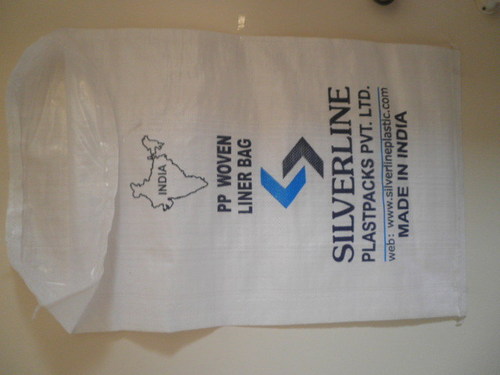 INDIA
PP WOVEN
LINER BAG
SILVERLINE
PLASTPACKS PVT. LTD.
web: www.silverlineplastic.com
MADE IN INDIA